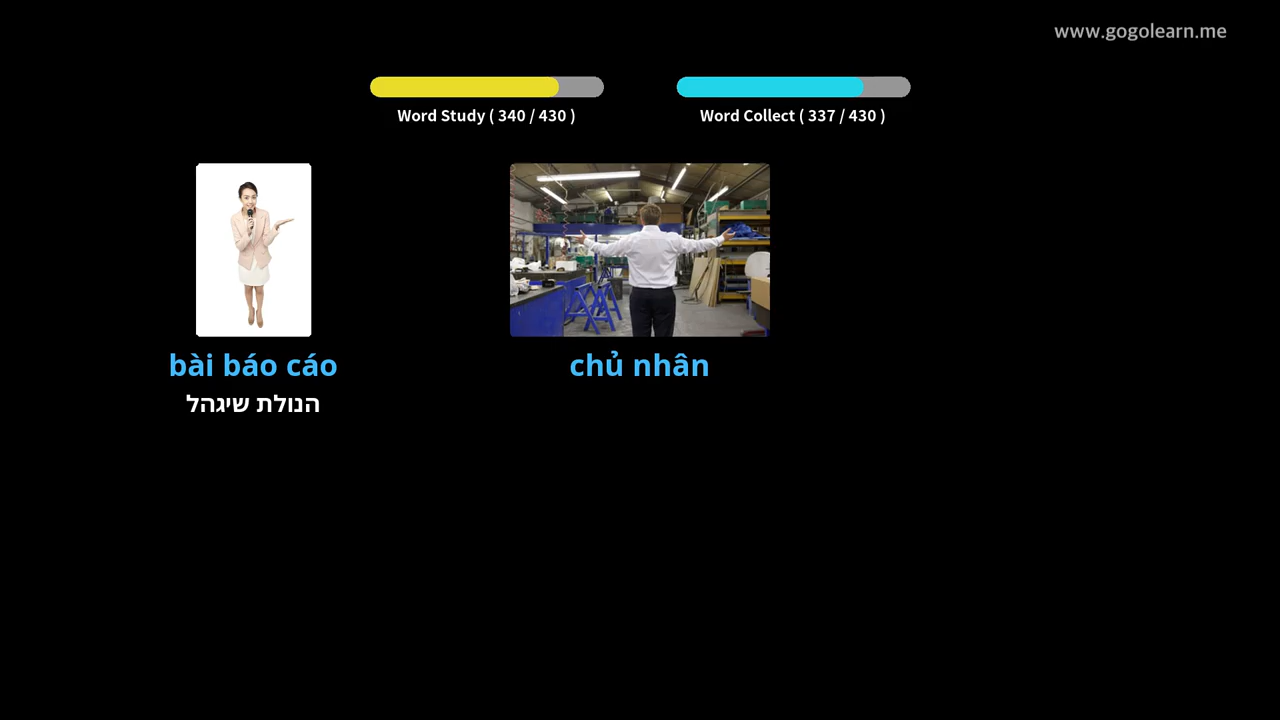 www.gogolearn.me
Word Study ( 340 / 430 )
Word Collect ( 337 / 430 )
bài báo cáo
הנולת שיגהל
chủ nhân